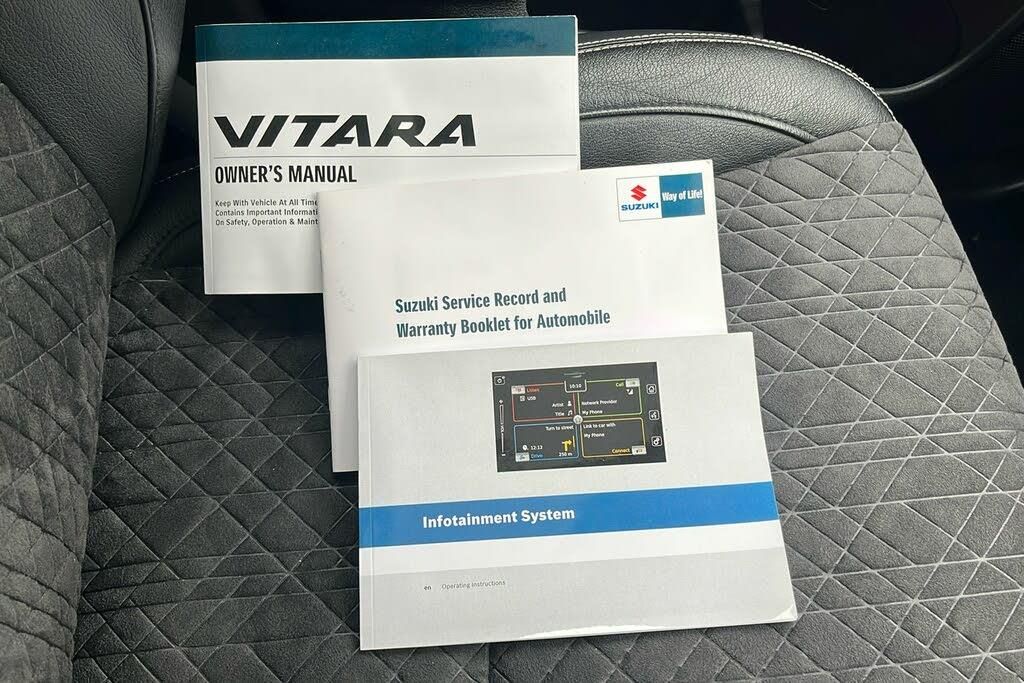 VITARA
OWNER'S MANUAL
Keep With Vehicle At All Time
Contains Important Informati
On Safety, Operation & Maint
SUZUKI
Way of Life!
Suzuki Service Record and
Warranty Booklet for Automobile
Listen
10:10
Call
USB
Artist
Title
Network Provider
My Phone
Turn to street
Link to car with
My Phone
12:12
Drive
250 m
Connect
Infotainment System
en Operating Instructions